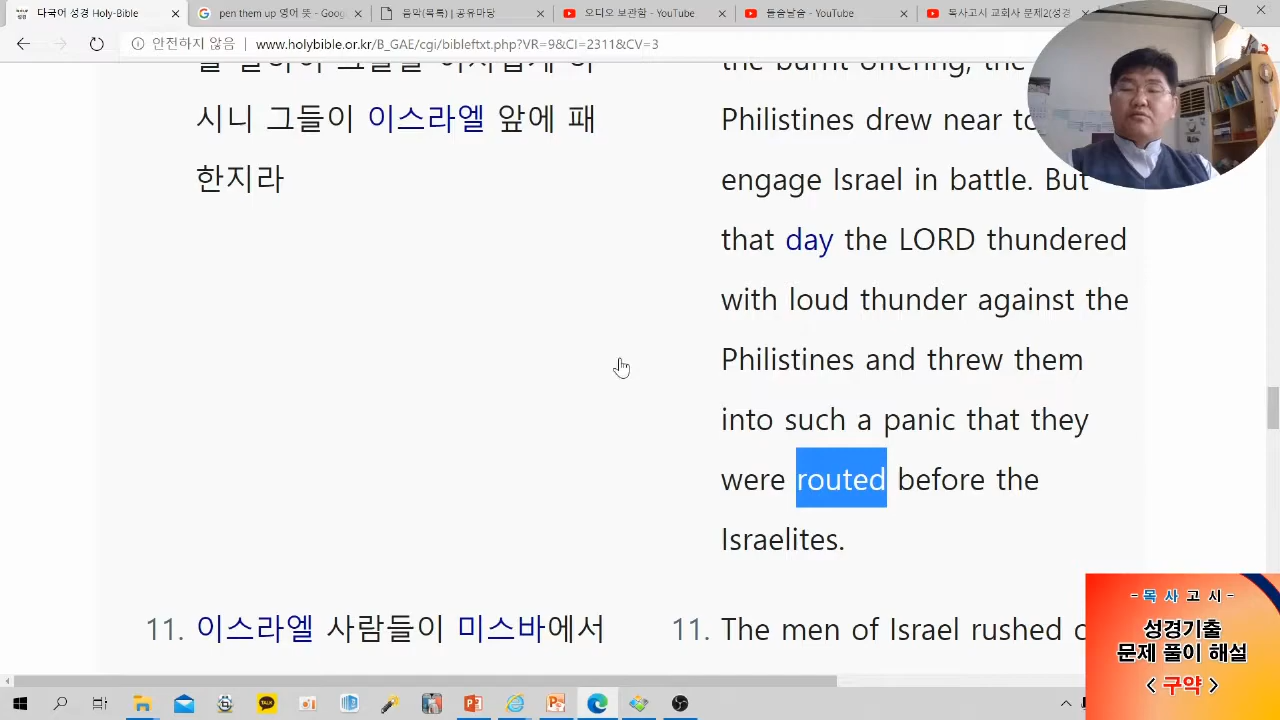 다국어 성경 Holy-Bible
pen them up 영어 뜻 - Goog
음악(목록) | 공유마당
오디오 보관함 - YouTube
돌숨날숨 - YouTube
목사고시 교회사 문제2(성경
안전하지 않음
www.holybible.or.kr/B_GAE/cgi/bibleftxt.php?VR=9&CI=2311&CV=3
시니 그들이 이스라엘 앞에 패
한지라
the burnt offering, the
Philistines drew near to
engage Israel in battle. But
that day the LORD thundered
with loud thunder against the
Philistines and threw them
into such a panic that they
were routed before the
Israelites.
11. 이스라엘 사람들이 미스바에서
11. The men of Israel rushed
- 목 사 고 시 -
성경기출
문제 풀이 해설
< 구약 >